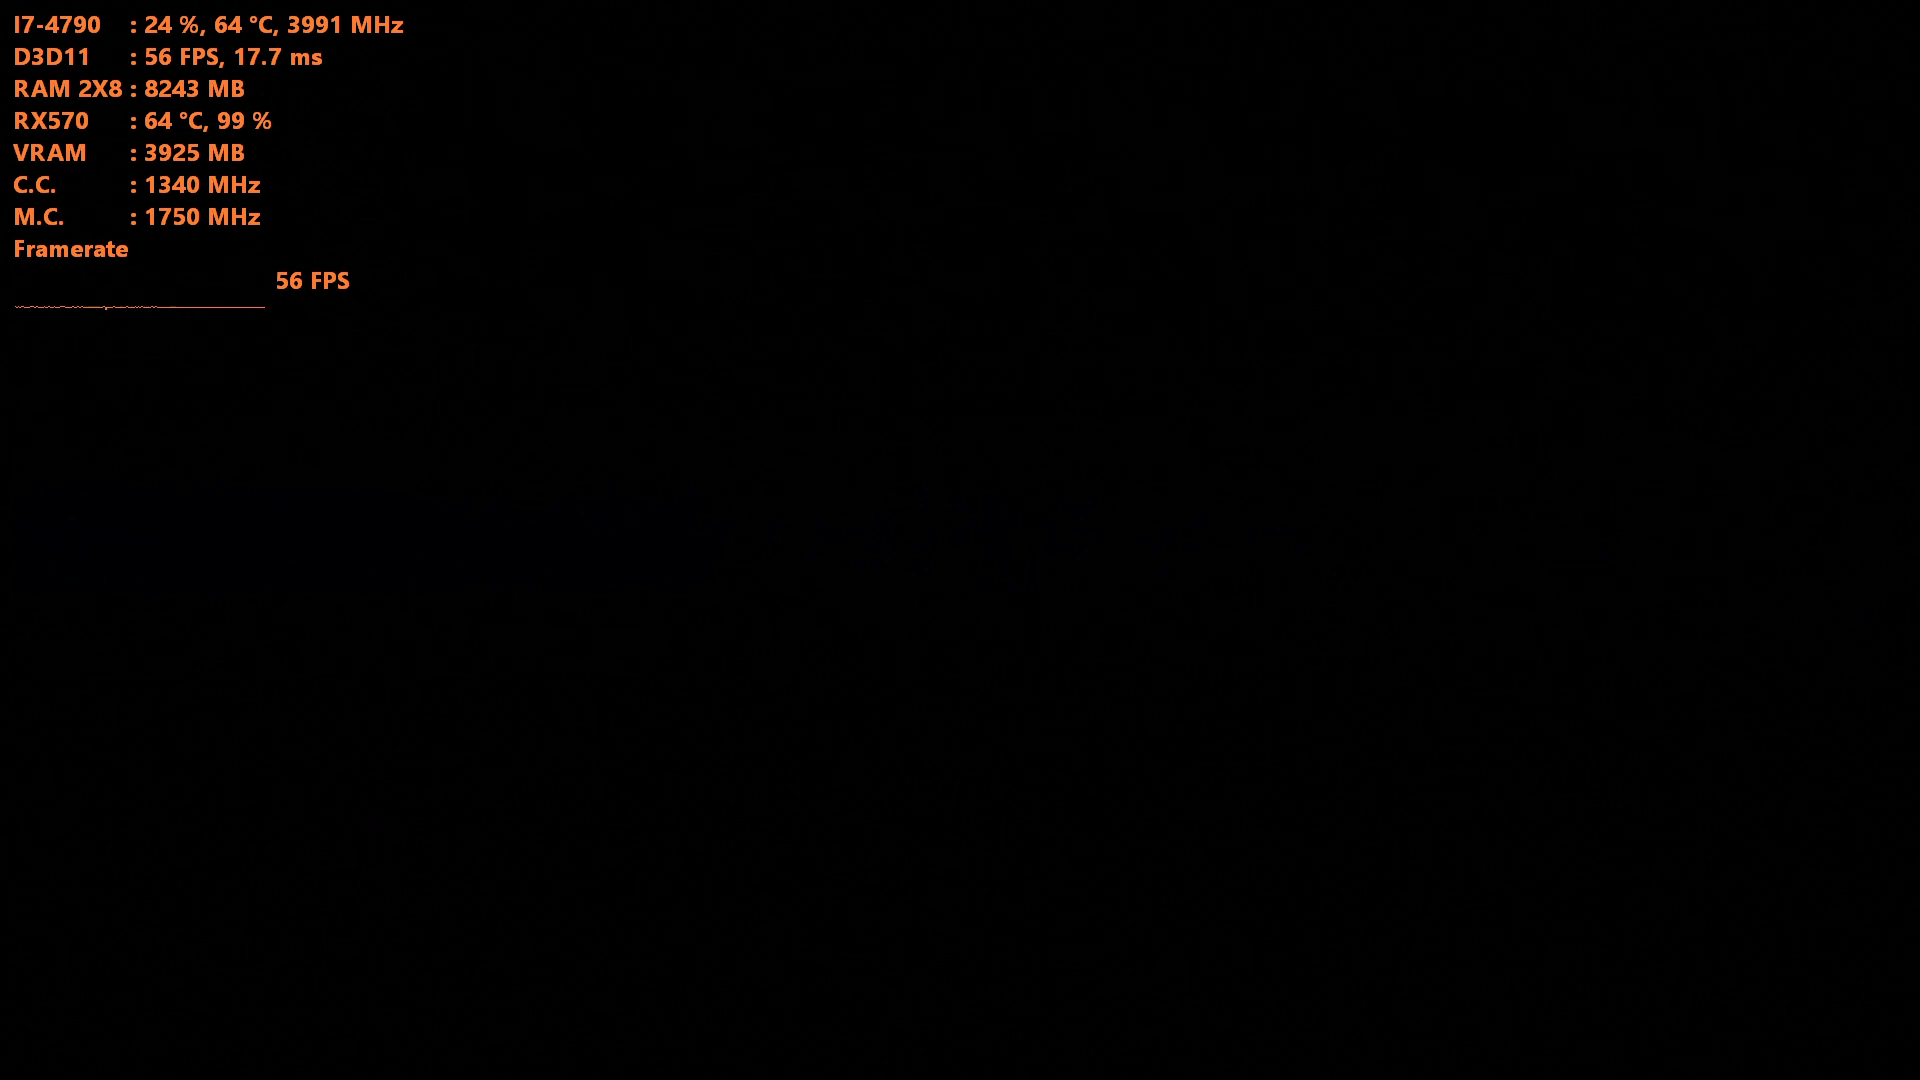 I7-4790 : 24 %, 64 °C, 3991 MHz
D3D11 : 56 FPS, 17.7 ms
RAM 2X8 : 8243 MB
RX570 : 64 °C, 99 %
VRAM : 3925 MB
C.C. : 1340 MHz
M.C. : 1750 MHz
Framerate
56 FPS